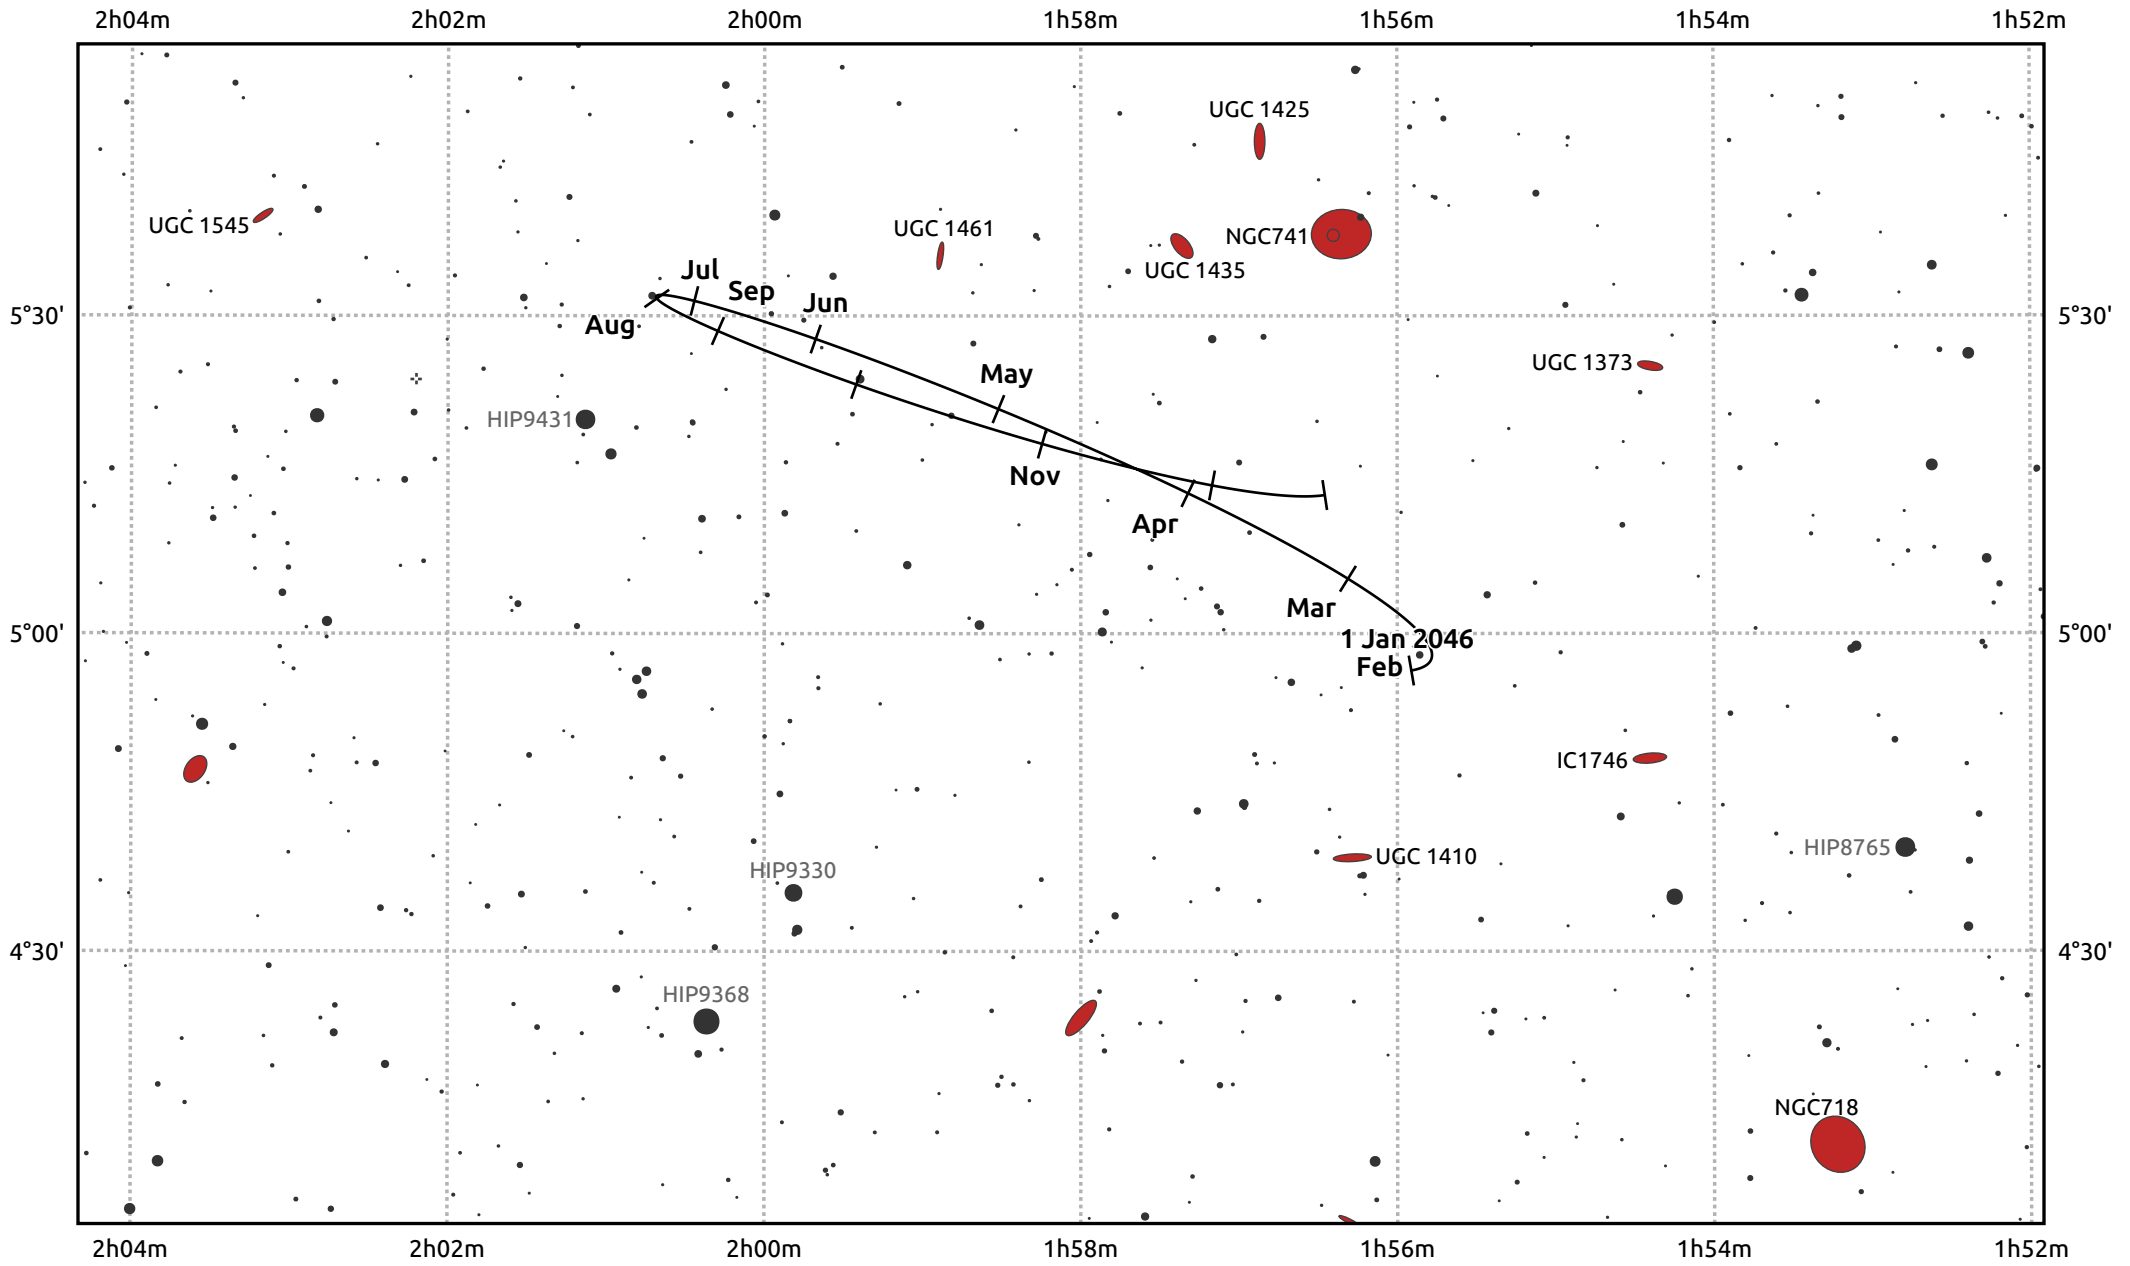 2h04m 2h02m 2h00m 1h58m 1h56m 1h54m 1h52m
UGC 1425
UGC 1545
UGC 1461
NGC741
UGC 1435
Jul
Sep
Jun
5°30' 5°30'
Aug
UGC 1373
May
HIP9431
Nov
Apr
Mar
5°00' 5°00'
1 Jan 2046
Feb
IC1746
HIP8765
UGC 1410
HIP9330
4°30' 4°30'
HIP9368
NGC718
2h04m 2h02m 2h00m 1h58m 1h56m 1h54m 1h52m